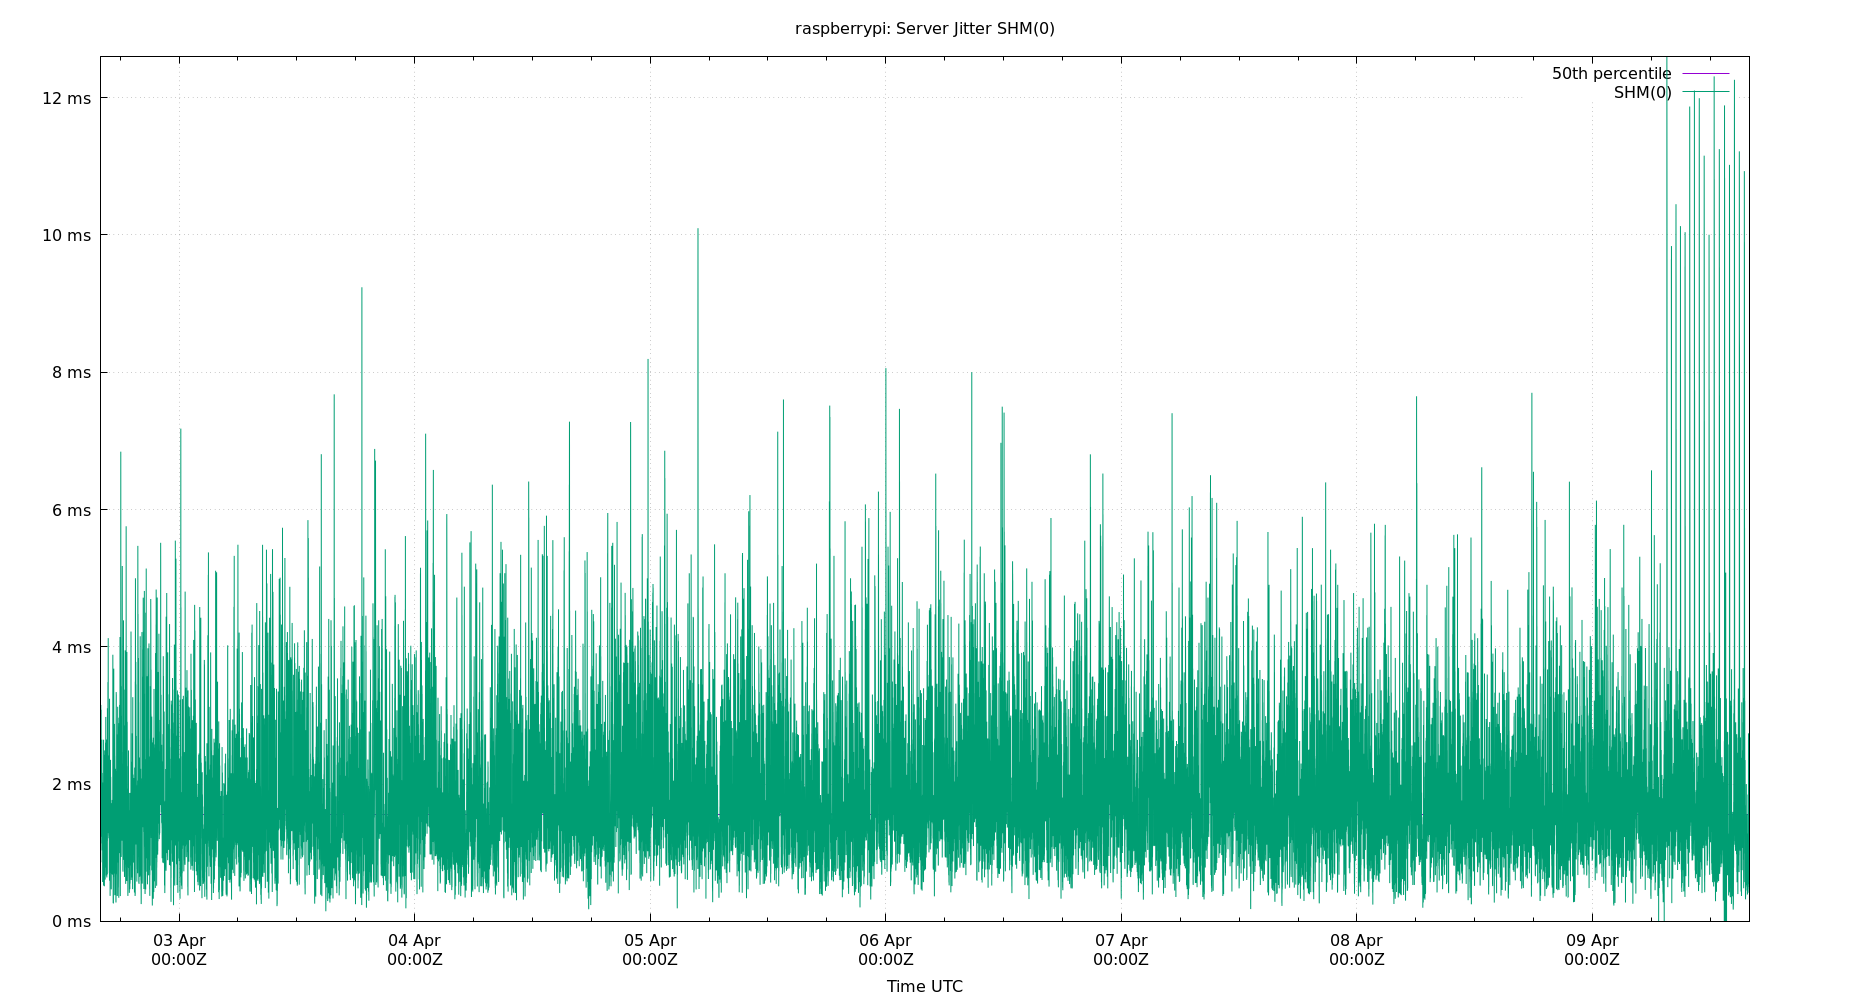 raspberrypi: Server Jitter SHM(0)
50th percentile
SHM(0)
12 ms
10 ms
8 ms
6 ms
4 ms
2 ms
0 ms
03 Apr 04 Apr 05 Apr 06 Apr 07 Apr 08 Apr 09 Apr
00:00Z 00:00Z 00:00Z 00:00Z 00:00Z 00:00Z 00:00Z
Time UTC